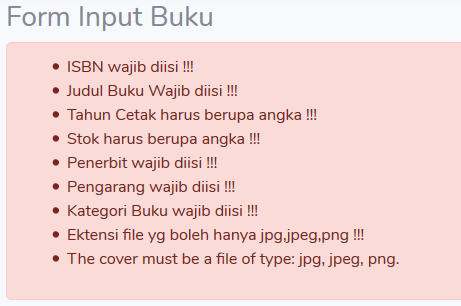 Form Input Buku
ISBN wajib diisi !!!
Judul Buku Wajib diisi !!!
Tahun Cetak harus berupa angka !!!
Stok harus berupa angka !!!
Penerbit wajib diisi !!!
Pengarang wajib diisi !!!
Kategori Buku wajib diisi !!!
Ektensi file yg boleh hanya jpg,jpeg,png !!!
The cover must be a file of type: jpg, jpeg, png.